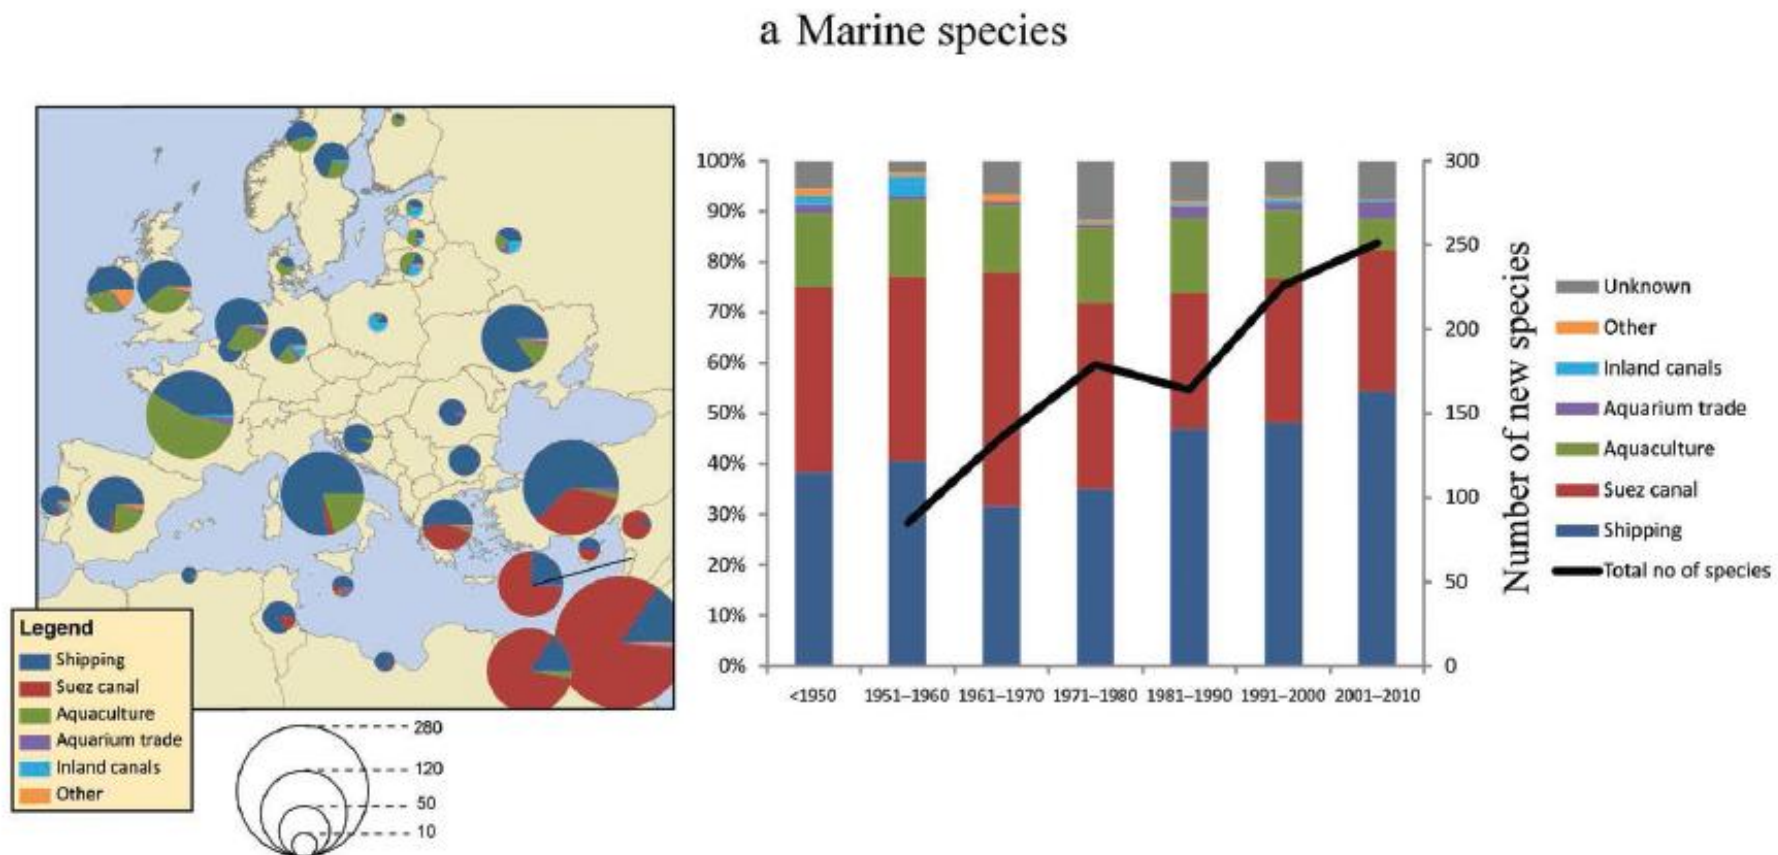 a Marine species
Legend
Shipping
Suez canal
Aquaculture
Aquarium trade
Inland canals
Other
280
120
50
10
100%
90%
80%
70%
60%
50%
40%
30%
20%
10%
0%
<1950
1951–1960
1961–1970
1971–1980
1981–1990
1991–2000
2001–2010
300
250
200
150
100
50
0
Number of new species
Unknown
Other
Inland canals
Aquarium trade
Aquaculture
Suez canal
Shipping
Total no of species